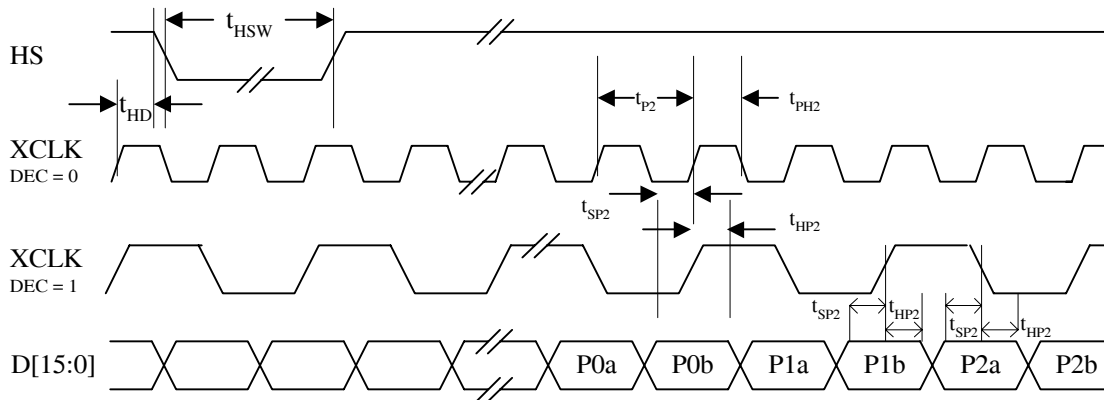 t_HSW
HS
t_HD
t_P2
t_PH2
XCLK
DEC = 0
t_SP2
t_HP2
XCLK
DEC = 1
t_SP2
t_HP2
t_SP2
t_HP2
D[15:0]
P0a
P0b
P1a
P1b
P2a
P2b